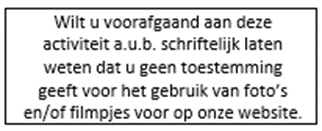 Wilt u voorafgaand aan deze
activiteit a.u.b. schriftelijk laten
weten dat u geen toestemming
geeft voor het gebruik van foto's
en/of filmpjes voor op onze website.